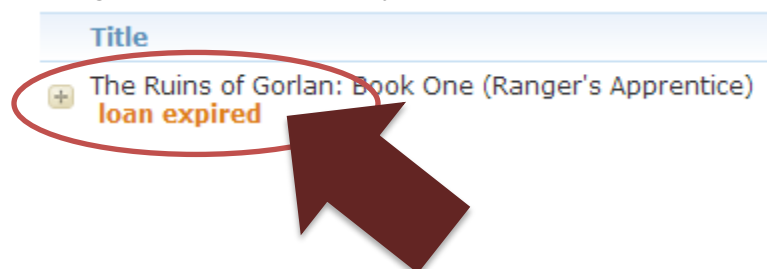 Title
The Ruins of Gorlan: Book One (Ranger's Apprentice)
loan expired